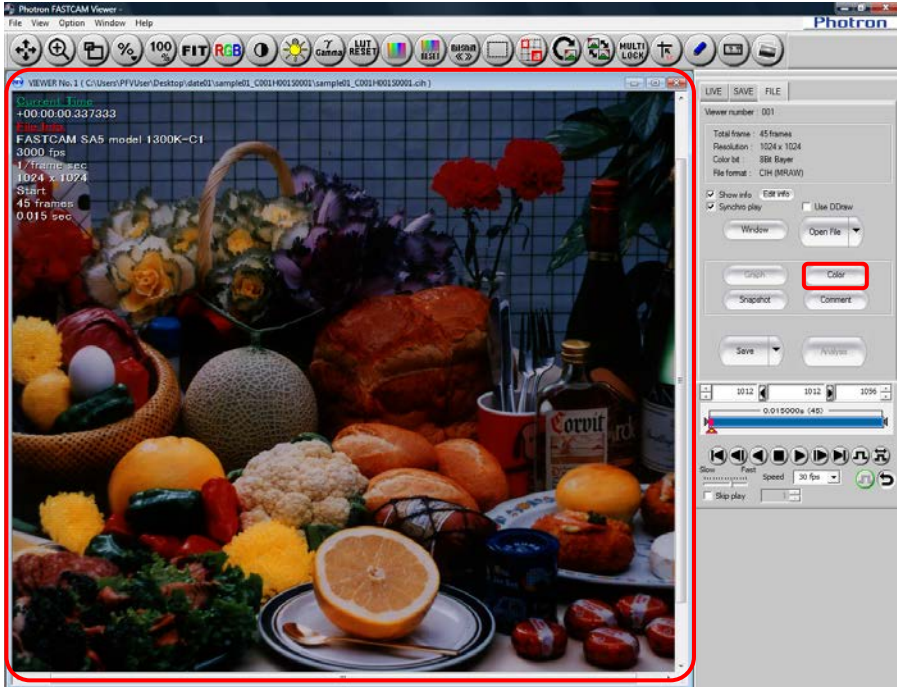 Photron FASTCAM Viewer -
File View Option Window Help
Photron
% 100 % FIT RGB γ Gamma LUT RESET RESET MULTI LOCK
VIEWER No. 1 ( C:\Users\PFVUser\Desktop\date01\sample01_C001H001S0001\sample01_C001H001S0001.cih )
Current Time
+00:00:00.337333
File Info
FASTCAM SA5 model 1300K-C1
3000 fps
1/frame sec
1024 x 1024
Start
45 frames
0.015 sec
Corvit
LIVE SAVE FILE
Viewer number : 001
Total frame : 45 frames
Resolution : 1024 x 1024
Color bit : 8Bit Bayer
File format : CIH (MRAW)
Show info Edit info
Synchro play Use DDraw
Window Open File
Graph Color
Snapshot Comment
Save Analysis
1012 1012 1056
0.015000s (45)
Slow Fast Speed 30 fps
Skip play 1